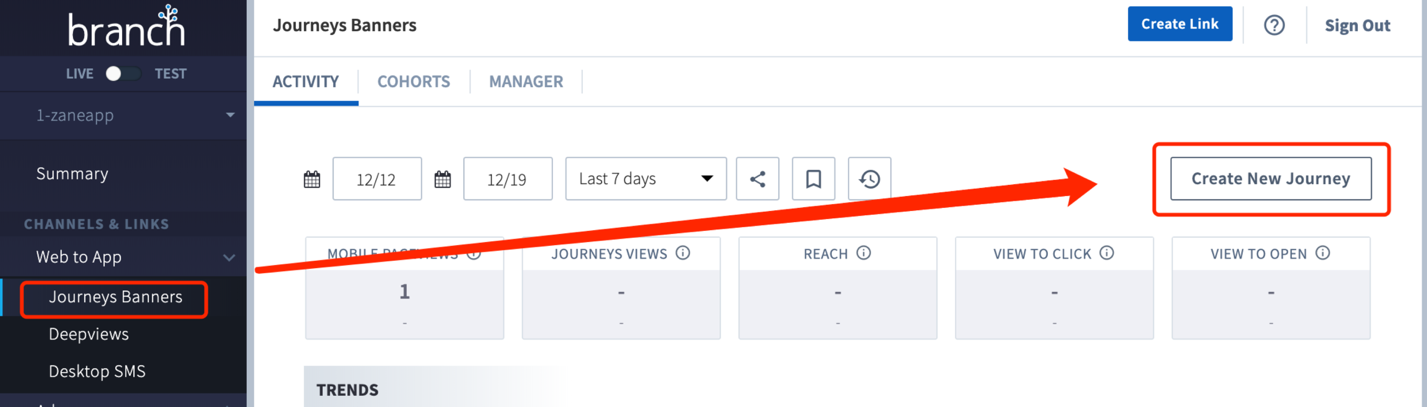 branch
LIVE TEST
1-zaneapp
Summary
CHANNELS & LINKS
Web to App
Journeys Banners
Deepviews
Desktop SMS
Journeys Banners
Create Link
Sign Out
ACTIVITY
COHORTS
MANAGER
12/12
12/19
Last 7 days
Create New Journey
MOBILE PAGEVIEWS
1
-
JOURNEYS VIEWS
-
-
REACH
-
-
VIEW TO CLICK
-
-
VIEW TO OPEN
-
-
TRENDS